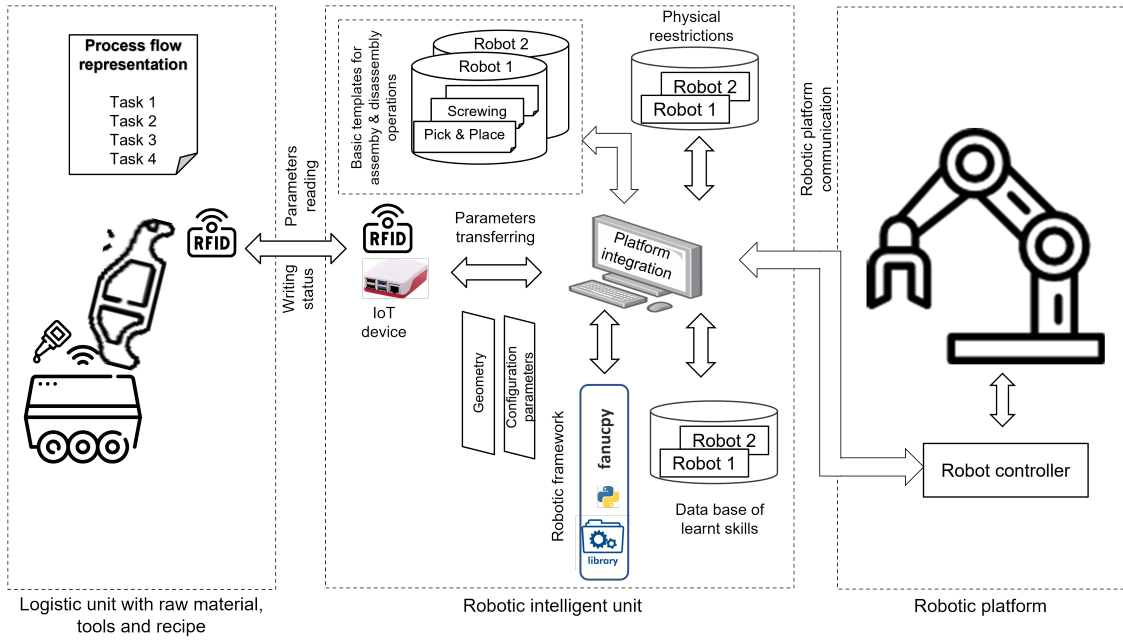 Process flow
representation
Task 1
Task 2
Task 3
Task 4
RFID
Logistic unit with raw material,
tools and recipe
Parameters
reading
Writing
status
Basic templates for
assemby & disassembly
operations
Robot 2
Robot 1
Screwing
Pick & Place
Physical
reestrictions
Robot 2
Robot 1
RFID
IoT
device
Parameters
transferring
Platform
integration
Geometry
Configuration
parameters
Robotic framework
fanucpy
library
Robot 2
Robot 1
Data base of
learnt skills
Robotic intelligent unit
Robotic platform
communication
Robot controller
Robotic platform